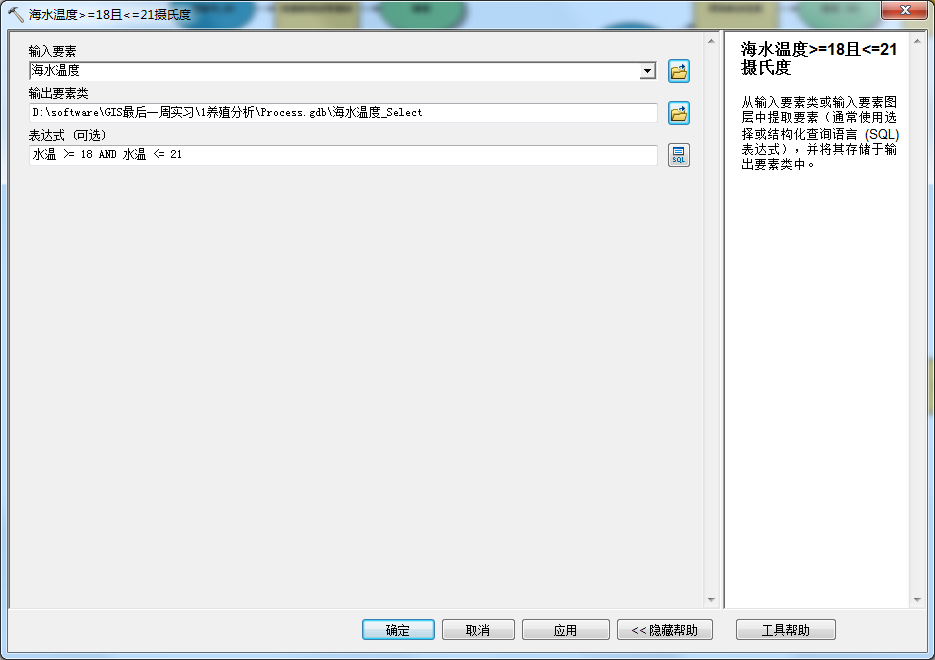 海水温度>=18且<=21摄氏度
输入要素
海水温度
输出要素类
D:\software\GIS最后一周实习\1养殖分析\Process.gdb\海水温度_Select
表达式（可选）
水温 >= 18 AND 水温 <= 21
SQL
海水温度>=18且<=21
摄氏度
从输入要素类或输入要素图
层中提取要素（通常使用选
择或结构化查询语言 (SQL)
表达式），并将其存储于输
出要素类中。
确定
取消
应用
<< 隐藏帮助
工具帮助